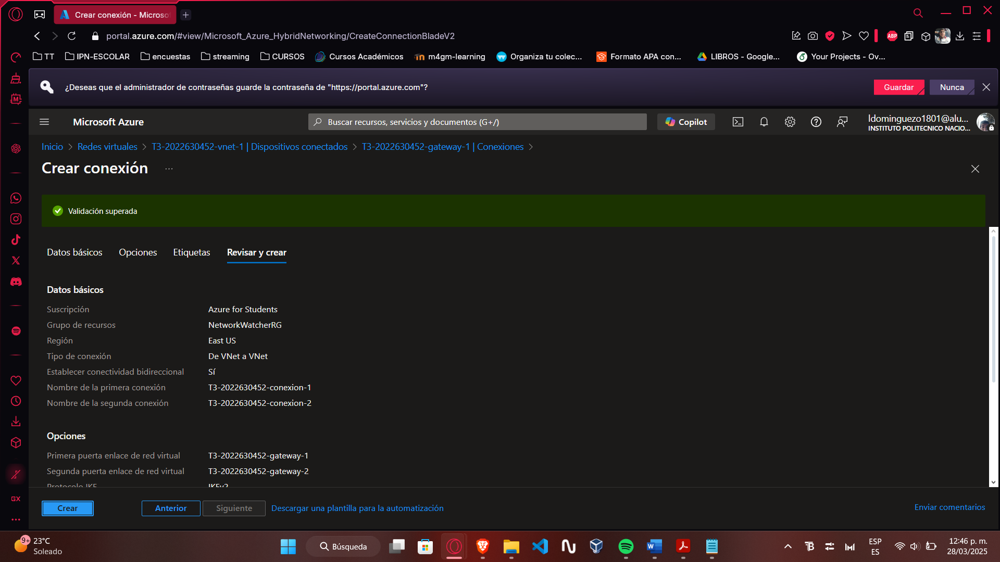 Crear conexión - Microsof
portal.azure.com/#view/Microsoft_Azure_HybridNetworking/CreateConnectionBladeV2
ABP
TT
IPN-ESCOLAR
encuestas
streaming
CURSOS
Cursos Académicos
m4gm-learning
Organiza tu colec...
Formato APA con...
LIBROS - Google...
Your Projects - Ov...
¿Deseas que el administrador de contraseñas guarde la contraseña de "https://portal.azure.com"?
Guardar
Nunca
Microsoft Azure
Buscar recursos, servicios y documentos (G+/)
Copilot
ldominguezo1801@alu...
INSTITUTO POLITECNICO NACIO...
Inicio > Redes virtuales > T3-2022630452-vnet-1 | Dispositivos conectados > T3-2022630452-gateway-1 | Conexiones >
Crear conexión ...
Validación superada
Datos básicos
Opciones
Etiquetas
Revisar y crear
Datos básicos
Suscripción Azure for Students
Grupo de recursos NetworkWatcherRG
Región East US
Tipo de conexión De VNet a VNet
Establecer conectividad bidireccional Sí
Nombre de la primera conexión T3-2022630452-conexion-1
Nombre de la segunda conexión T3-2022630452-conexion-2
Opciones
Primera puerta enlace de red virtual T3-2022630452-gateway-1
Segunda puerta enlace de red virtual T3-2022630452-gateway-2
Protocolo IKE IKEv2
Crear
Anterior
Siguiente
Descargar una plantilla para la automatización
Enviar comentarios
GX
9+
23°C
Soleado
Búsqueda
ESP
ES
12:46 p. m.
28/03/2025